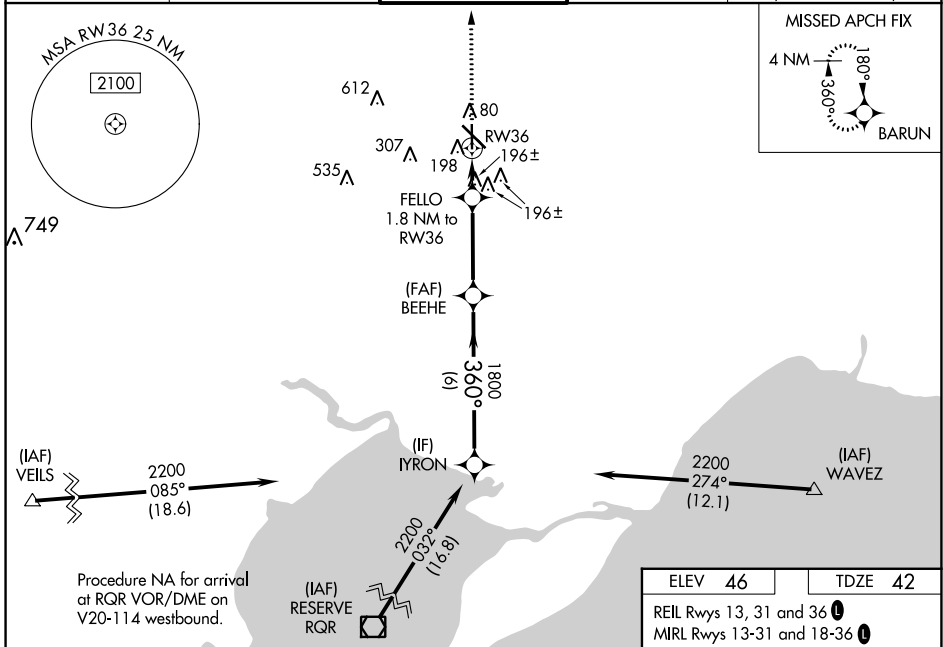 MSA RW36 25 NM
2100
MISSED APCH FIX
4 NM
360°
180°
BARUN
612
80
RW36
307
198
196±
535
196±
FELLO
1.8 NM to
RW36
749
(FAF)
BEEHE
1800
360°
(6)
(IF)
IYRON
(IAF)
VEILS
2200
085°
(18.6)
2200
274°
(12.1)
(IAF)
WAVEZ
2200
032°
(16.8)
Procedure NA for arrival
at RQR VOR/DME on
V20-114 westbound.
(IAF)
RESERVE
RQR
ELEV 46
TDZE 42
REIL Rwys 13, 31 and 36 L
MIRL Rwys 13-31 and 18-36 L